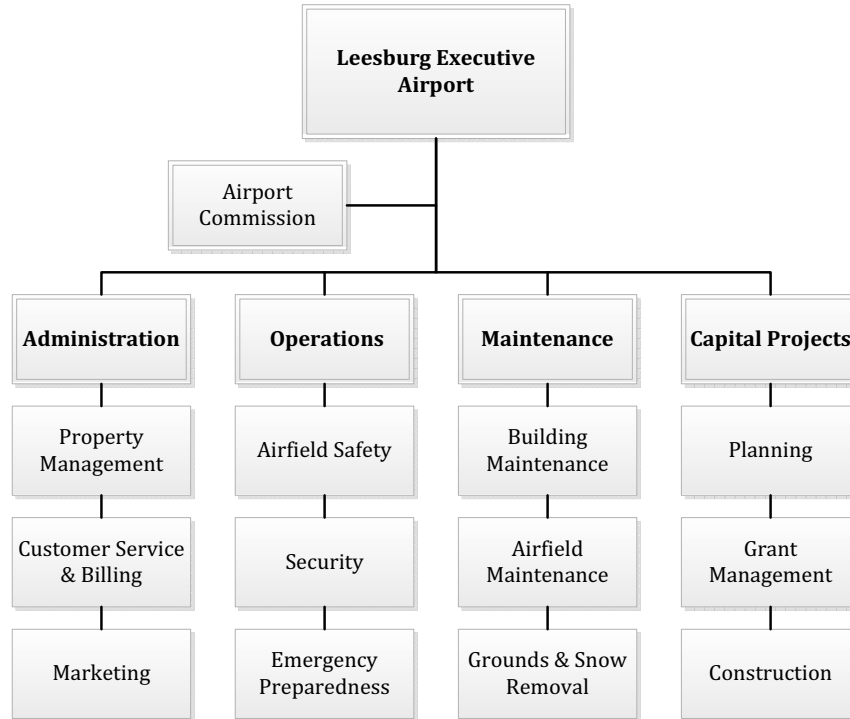 Leesburg Executive
Airport
Airport
Commission
Administration
Operations
Maintenance
Capital Projects
Property
Management
Airfield Safety
Building
Maintenance
Planning
Customer Service
& Billing
Security
Airfield
Maintenance
Grant
Management
Marketing
Emergency
Preparedness
Grounds & Snow
Removal
Construction